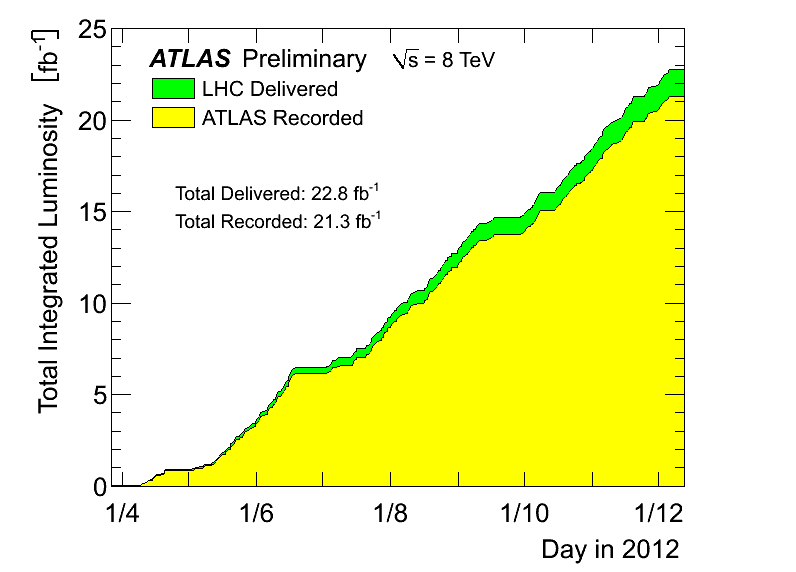 25
20
15
10
5
0
Total Integrated Luminosity [fb⁻¹]
ATLAS Preliminary √s = 8 TeV
LHC Delivered
ATLAS Recorded
Total Delivered: 22.8 fb⁻¹
Total Recorded: 21.3 fb⁻¹
1/4 1/6 1/8 1/10 1/12
Day in 2012